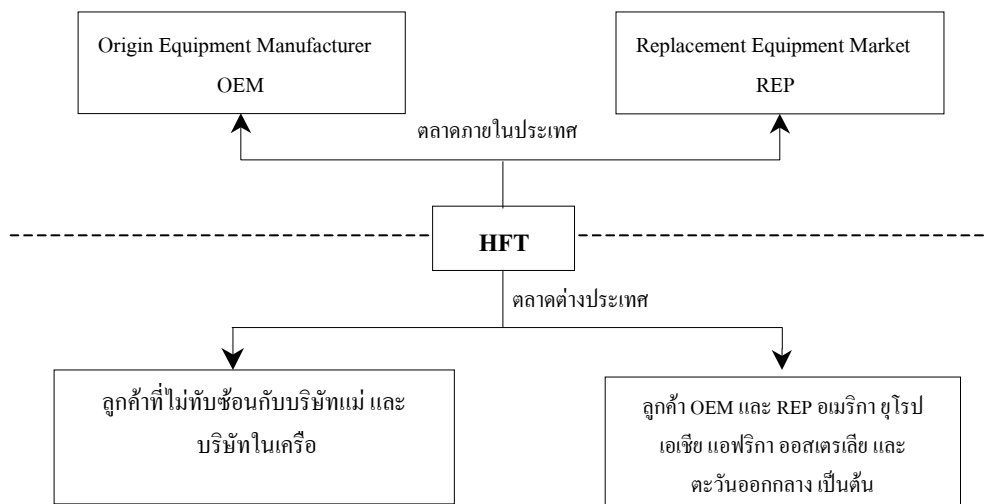 Origin Equipment Manufacturer
OEM
Replacement Equipment Market
REP
ตลาดภายในประเทศ
HFT
ตลาดต่างประเทศ
ลูกค้าที่ไม่ทับซ้อนกับบริษัทแม่ และ
บริษัทในเครือ
ลูกค้า OEM และ REP อเมริกา ยุโรป
เอเชีย แอฟริกา ออสเตรเลีย และ
ตะวันออกกลาง เป็นต้น